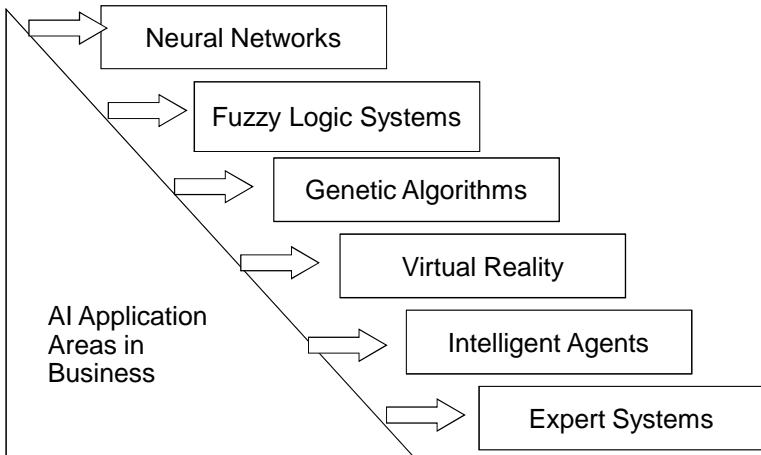 Neural Networks
Fuzzy Logic Systems
Genetic Algorithms
Virtual Reality
AI Application
Areas in
Business
Intelligent Agents
Expert Systems